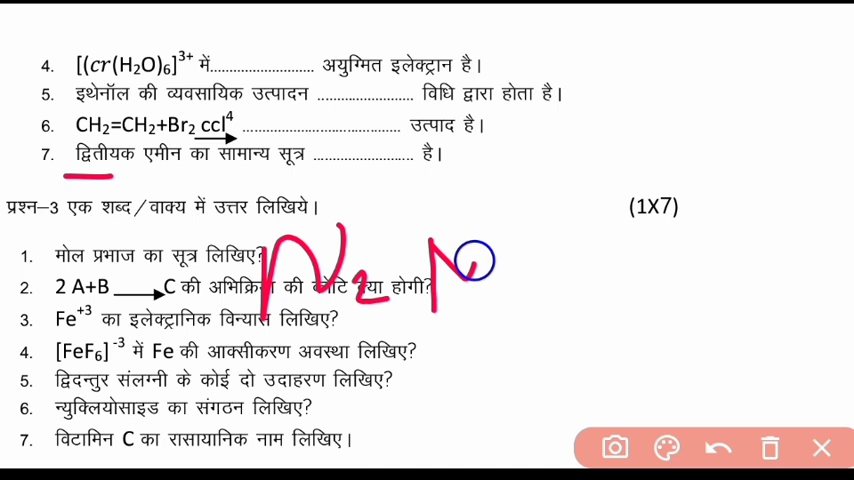 4. [(cr(H₂O)₆]³⁺ में.......................... अयुग्मित इलेक्ट्रान है।
5. इथेनॉल की व्यवसायिक उत्पादन ........................ विधि द्वारा होता है।
6. CH₂=CH₂+Br₂ ccl⁴ ....................................... उत्पाद है।
7. द्वितीयक एमीन का सामान्य सूत्र ......................... है।
प्रश्न–3 एक शब्द/वाक्य में उत्तर लिखिये। (1X7)
1. मोल प्रभाज का सूत्र लिखिए?
2. 2 A+B ⟶ C की अभिक्रिया की कोटि क्या होगी?
3. Fe⁺³ का इलेक्ट्रानिक विन्यास लिखिए?
4. [FeF₆]⁻³ में Fe की आक्सीकरण अवस्था लिखिए?
5. द्विदन्तुर संलग्नी के कोई दो उदाहरण लिखिए?
6. न्युक्लियोसाइड का संगठन लिखिए?
7. विटामिन C का रासायानिक नाम लिखिए।